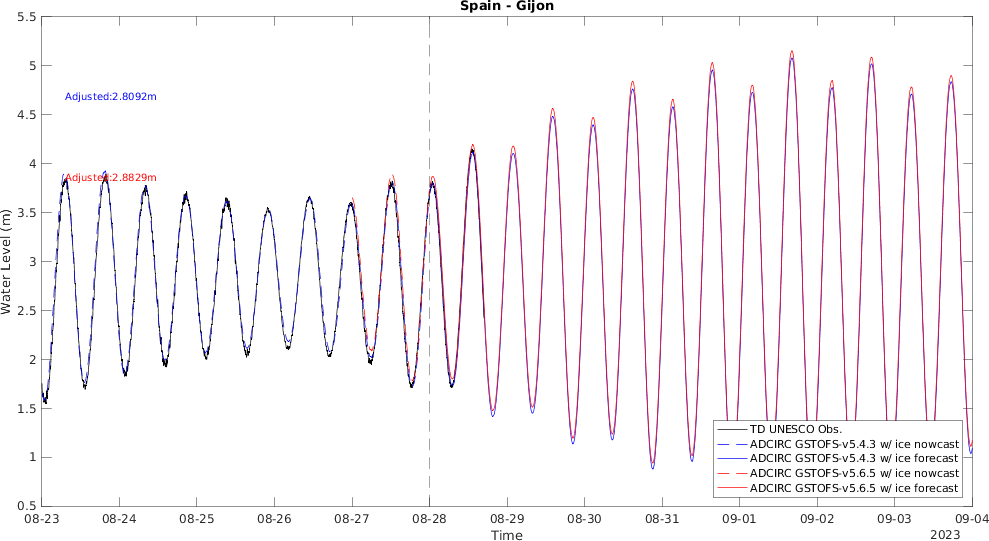 Spain - Gijon
5.5
5
4.5
4
3.5
3
2.5
2
1.5
1
0.5
Water Level (m)
Adjusted:2.8092m
Adjusted:2.8829m
TD UNESCO Obs.
ADCIRC GSTOFS-v5.4.3 w/ ice nowcast
ADCIRC GSTOFS-v5.4.3 w/ ice forecast
ADCIRC GSTOFS-v5.6.5 w/ ice nowcast
ADCIRC GSTOFS-v5.6.5 w/ ice forecast
08-23 08-24 08-25 08-26 08-27 08-28 08-29 08-30 08-31 09-01 09-02 09-03 09-04
Time
2023